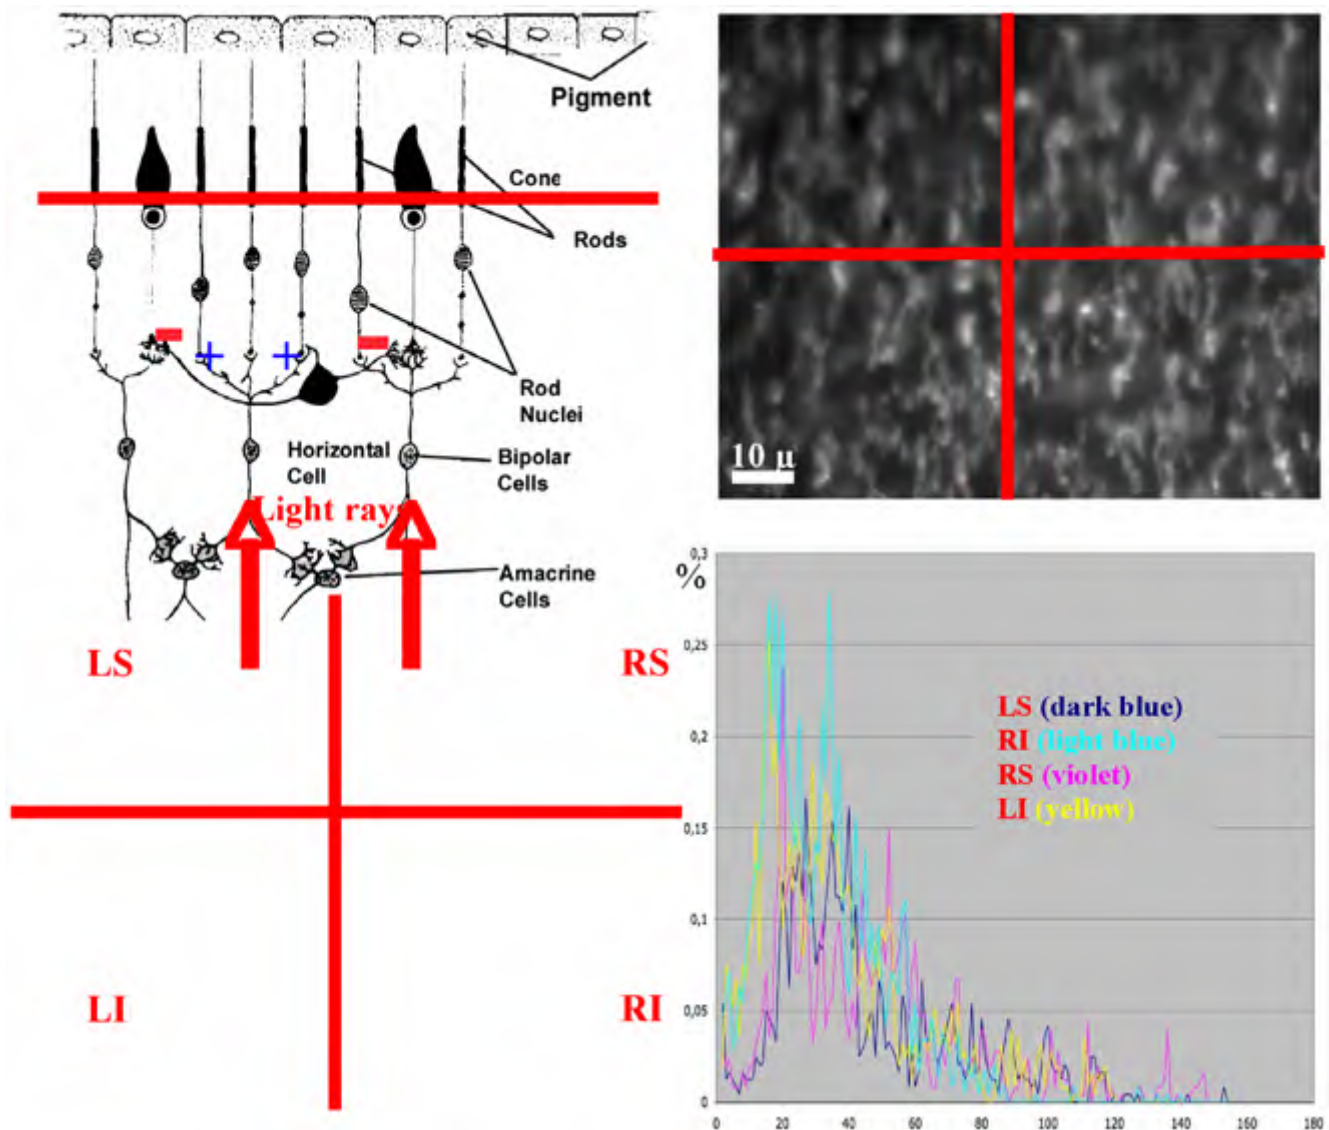 Pigment
Cone
Rods
Rod
Nuclei
Horizontal
Cell
Bipolar
Cells
Light rays
Amacrine
Cells
LS
RS
LI
RI
10 µ
%
0,3
0,25
0,2
0,15
0,1
0,05
0
LS (dark blue)
RI (light blue)
RS (violet)
LI (yellow)
0 20 40 60 80 100 120 140 160 180